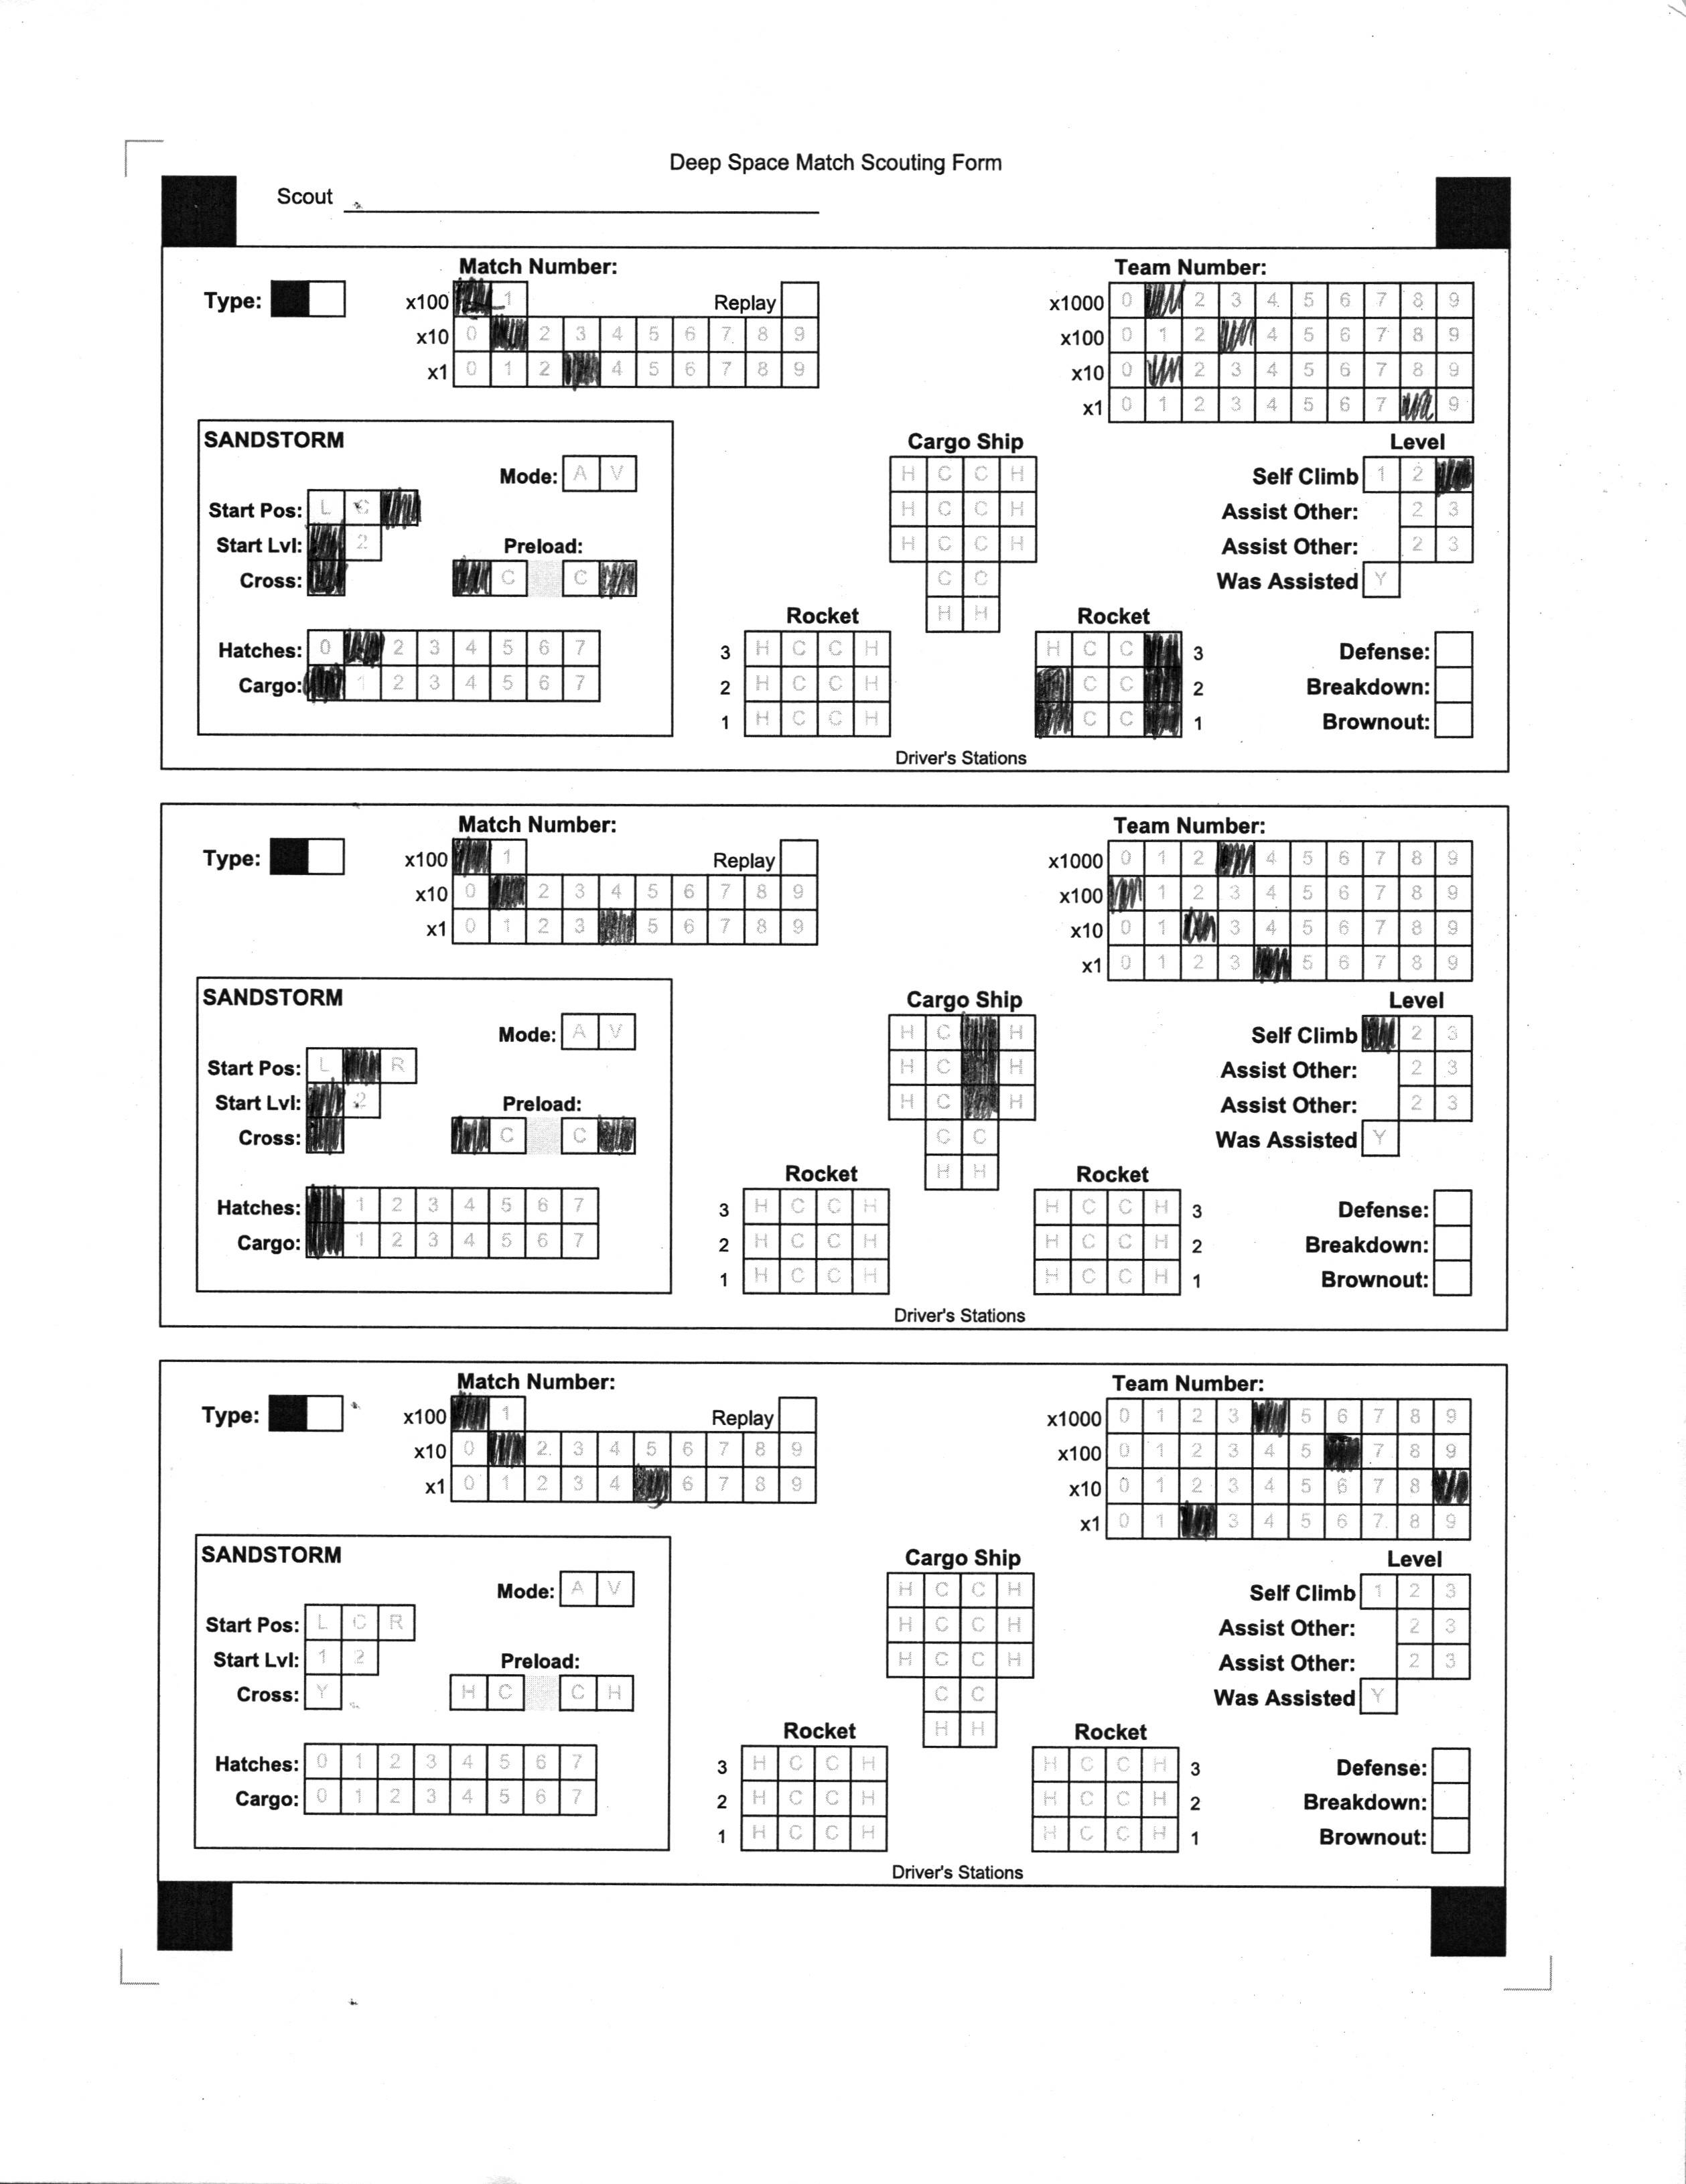 Deep Space Match Scouting Form
Scout
Match Number: Team Number:
Type: x100 1 Replay x1000 0 2 3 4 5 6 7 8 9
x10 0 2 3 4 5 6 7 8 9 x100 0 1 2 4 5 6 7 8 9
x1 0 1 2 4 5 6 7 8 9 x10 0 2 3 4 5 6 7 8 9
x1 0 1 2 3 4 5 6 7 9
SANDSTORM Cargo Ship Level
Mode: A V H C C H Self Climb 1 2
Start Pos: L C H C C H Assist Other: 2 3
Start Lvl: 2 Preload: H C C H Assist Other: 2 3
Cross: C C C C Was Assisted Y
H H
Rocket Rocket
Hatches: 0 2 3 4 5 6 7 3 H C C H H C C 3 Defense:
Cargo: 1 2 3 4 5 6 7 2 H C C H C C 2 Breakdown:
1 H C C H C C 1 Brownout:
Driver's Stations
Match Number: Team Number:
Type: x100 1 Replay x1000 0 1 2 4 5 6 7 8 9
x10 0 2 3 4 5 6 7 8 9 x100 1 2 3 4 5 6 7 8 9
x1 0 1 2 3 5 6 7 8 9 x10 0 1 3 4 5 6 7 8 9
x1 0 1 2 3 5 6 7 8 9
SANDSTORM Cargo Ship Level
Mode: A V H C H Self Climb 2 3
Start Pos: L R H C H Assist Other: 2 3
Start Lvl: 2 Preload: H C H Assist Other: 2 3
Cross: C C C C Was Assisted Y
H H
Rocket Rocket
Hatches: 1 2 3 4 5 6 7 3 H C C H H C C H 3 Defense:
Cargo: 1 2 3 4 5 6 7 2 H C C H H C C H 2 Breakdown:
1 H C C H H C C H 1 Brownout:
Driver's Stations
Match Number: Team Number:
Type: x100 1 Replay x1000 0 1 2 3 5 6 7 8 9
x10 0 2 3 4 5 6 7 8 9 x100 0 1 2 3 4 5 7 8 9
x1 0 1 2 3 4 6 7 8 9 x10 0 1 2 3 4 5 6 7 8
x1 0 1 3 4 5 6 7 8 9
SANDSTORM Cargo Ship Level
Mode: A V H C C H Self Climb 1 2 3
Start Pos: L C R H C C H Assist Other: 2 3
Start Lvl: 1 2 Preload: H C C H Assist Other: 2 3
Cross: Y H C C H C C Was Assisted Y
H H
Rocket Rocket
Hatches: 0 1 2 3 4 5 6 7 3 H C C H H C C H 3 Defense:
Cargo: 0 1 2 3 4 5 6 7 2 H C C H H C C H 2 Breakdown:
1 H C C H H C C H 1 Brownout:
Driver's Stations